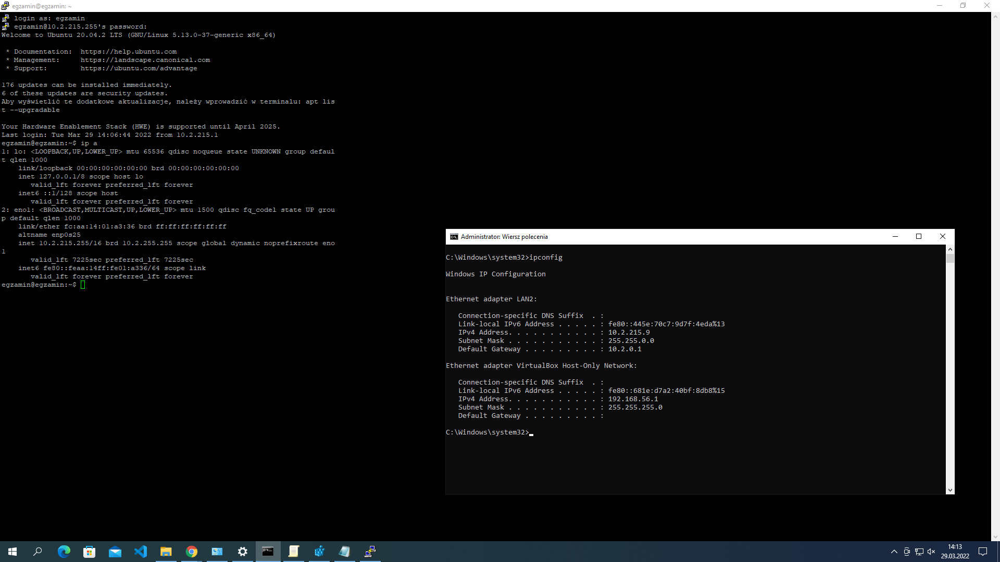 egzamin@egzamin: ~
login as: egzamin
egzamin@10.2.215.255's password:
Welcome to Ubuntu 20.04.2 LTS (GNU/Linux 5.13.0-37-generic x86_64)
* Documentation:  https://help.ubuntu.com
* Management:     https://landscape.canonical.com
* Support:        https://ubuntu.com/advantage
176 updates can be installed immediately.
6 of these updates are security updates.
Aby wyświetlić te dodatkowe aktualizacje, należy wprowadzić w terminalu: apt lis
t --upgradable
Your Hardware Enablement Stack (HWE) is supported until April 2025.
Last login: Tue Mar 29 14:06:44 2022 from 10.2.215.1
egzamin@egzamin:~$ ip a
1: lo: <LOOPBACK,UP,LOWER_UP> mtu 65536 qdisc noqueue state UNKNOWN group defaul
t qlen 1000
link/loopback 00:00:00:00:00:00 brd 00:00:00:00:00:00
inet 127.0.0.1/8 scope host lo
valid_lft forever preferred_lft forever
inet6 ::1/128 scope host
valid_lft forever preferred_lft forever
2: eno1: <BROADCAST,MULTICAST,UP,LOWER_UP> mtu 1500 qdisc fq_codel state UP grou
p default qlen 1000
link/ether fc:aa:14:01:a3:36 brd ff:ff:ff:ff:ff:ff
altname enp0s25
inet 10.2.215.255/16 brd 10.2.255.255 scope global dynamic noprefixroute eno
1
valid_lft 7225sec preferred_lft 7225sec
inet6 fe80::feaa:14ff:fe01:a336/64 scope link
valid_lft forever preferred_lft forever
egzamin@egzamin:~$
Administrator: Wiersz polecenia
C:\Windows\system32>ipconfig
Windows IP Configuration
Ethernet adapter LAN2:
Connection-specific DNS Suffix  . :
Link-local IPv6 Address . . . . . : fe80::445e:70c7:9d7f:4eda%13
IPv4 Address. . . . . . . . . . . : 10.2.215.9
Subnet Mask . . . . . . . . . . . : 255.255.0.0
Default Gateway . . . . . . . . . : 10.2.0.1
Ethernet adapter VirtualBox Host-Only Network:
Connection-specific DNS Suffix  . :
Link-local IPv6 Address . . . . . : fe80::681e:d7a2:40bf:8db8%15
IPv4 Address. . . . . . . . . . . : 192.168.56.1
Subnet Mask . . . . . . . . . . . : 255.255.255.0
Default Gateway . . . . . . . . . :
C:\Windows\system32>
14:13
29.03.2022